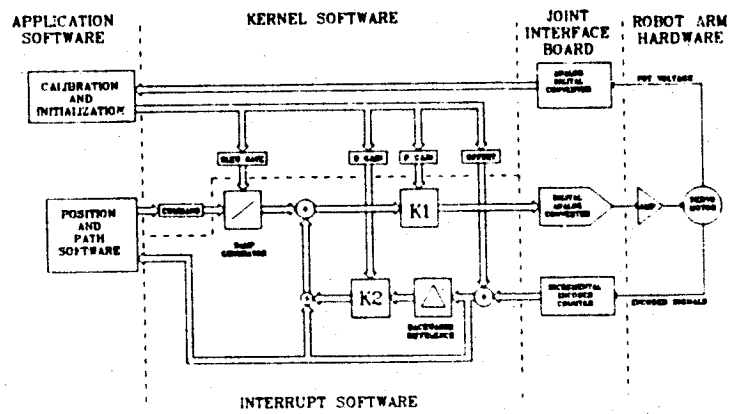 APPLICATION
SOFTWARE
KERNEL SOFTWARE
JOINT
INTERFACE
BOARD
ROBOT ARM
HARDWARE
CALIBRATION
AND
INITIALIZATION
ANALOG
DIGITAL
CONVERTER
POT VOLTAGE
SLEW RATE
D GAIN
P GAIN
OFFSET
POSITION
AND
PATH
SOFTWARE
COMMAND
RAMP
GENERATOR
+
K1
DIGITAL
ANALOG
CONVERTER
AMP
SERVO
MOTOR
+
K2
BACKWARDS
DIFFERENCE
+
INCREMENTAL
ENCODER
COUNTER
ENCODER SIGNALS
INTERRUPT SOFTWARE